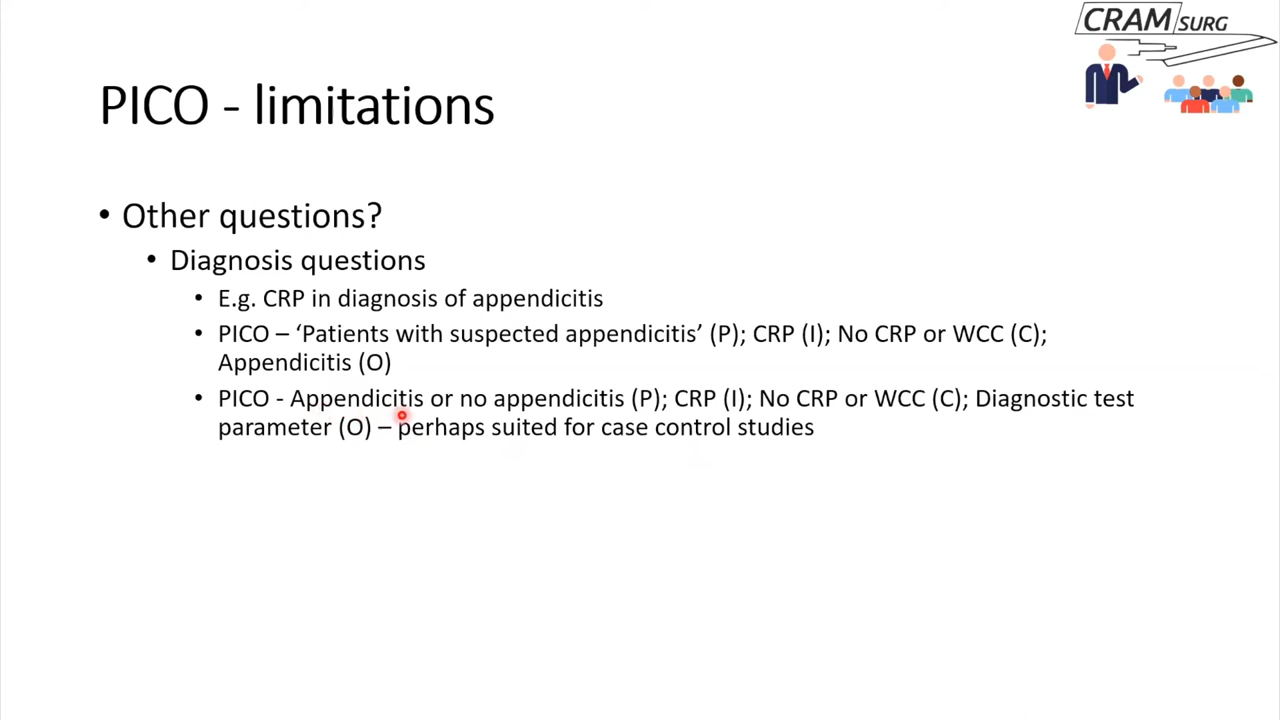 CRAM SURG
PICO - limitations
• Other questions?
• Diagnosis questions
• E.g. CRP in diagnosis of appendicitis
• PICO – ‘Patients with suspected appendicitis’ (P); CRP (I); No CRP or WCC (C);
Appendicitis (O)
• PICO - Appendicitis or no appendicitis (P); CRP (I); No CRP or WCC (C); Diagnostic test
parameter (O) – perhaps suited for case control studies